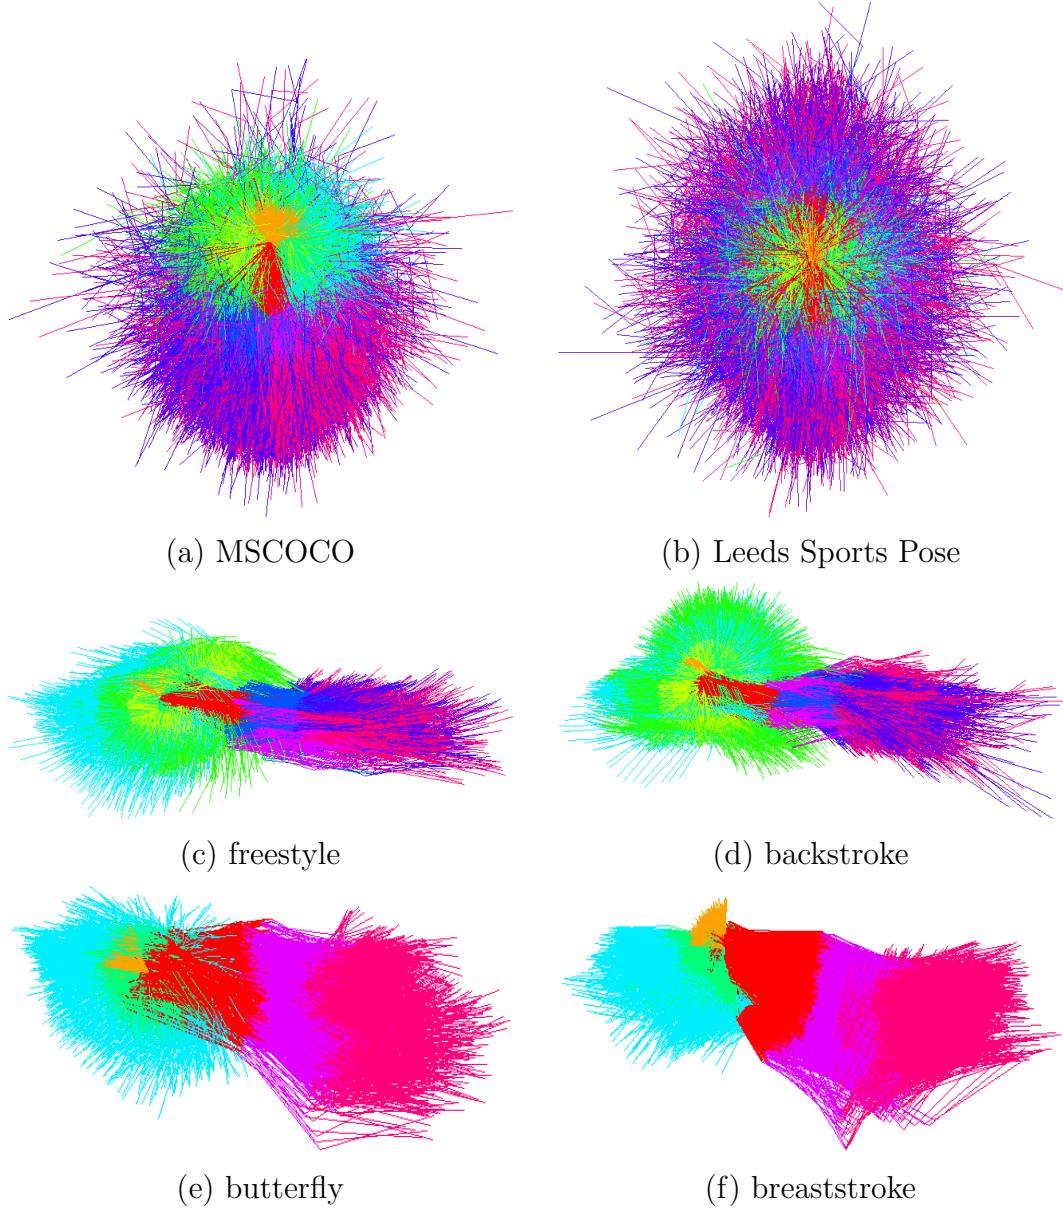 (a) MSCOCO
(b) Leeds Sports Pose
(c) freestyle
(d) backstroke
(e) butterfly
(f) breaststroke